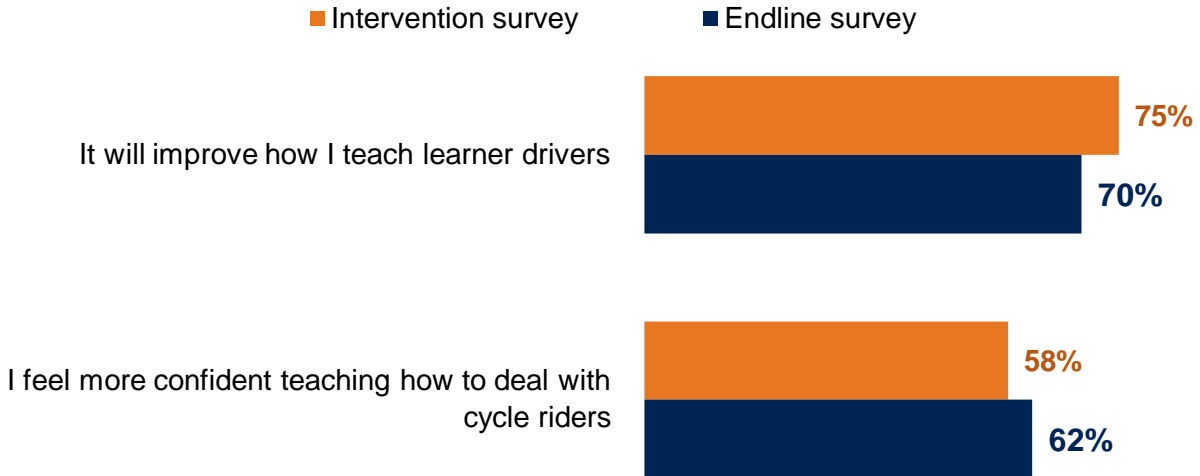 Intervention survey
Endline survey
It will improve how I teach learner drivers
75%
70%
I feel more confident teaching how to deal with
cycle riders
58%
62%